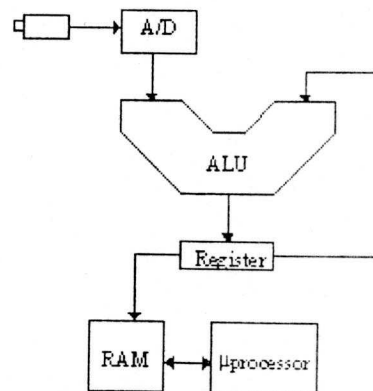 A/D
ALU
Register
RAM
μprocessor